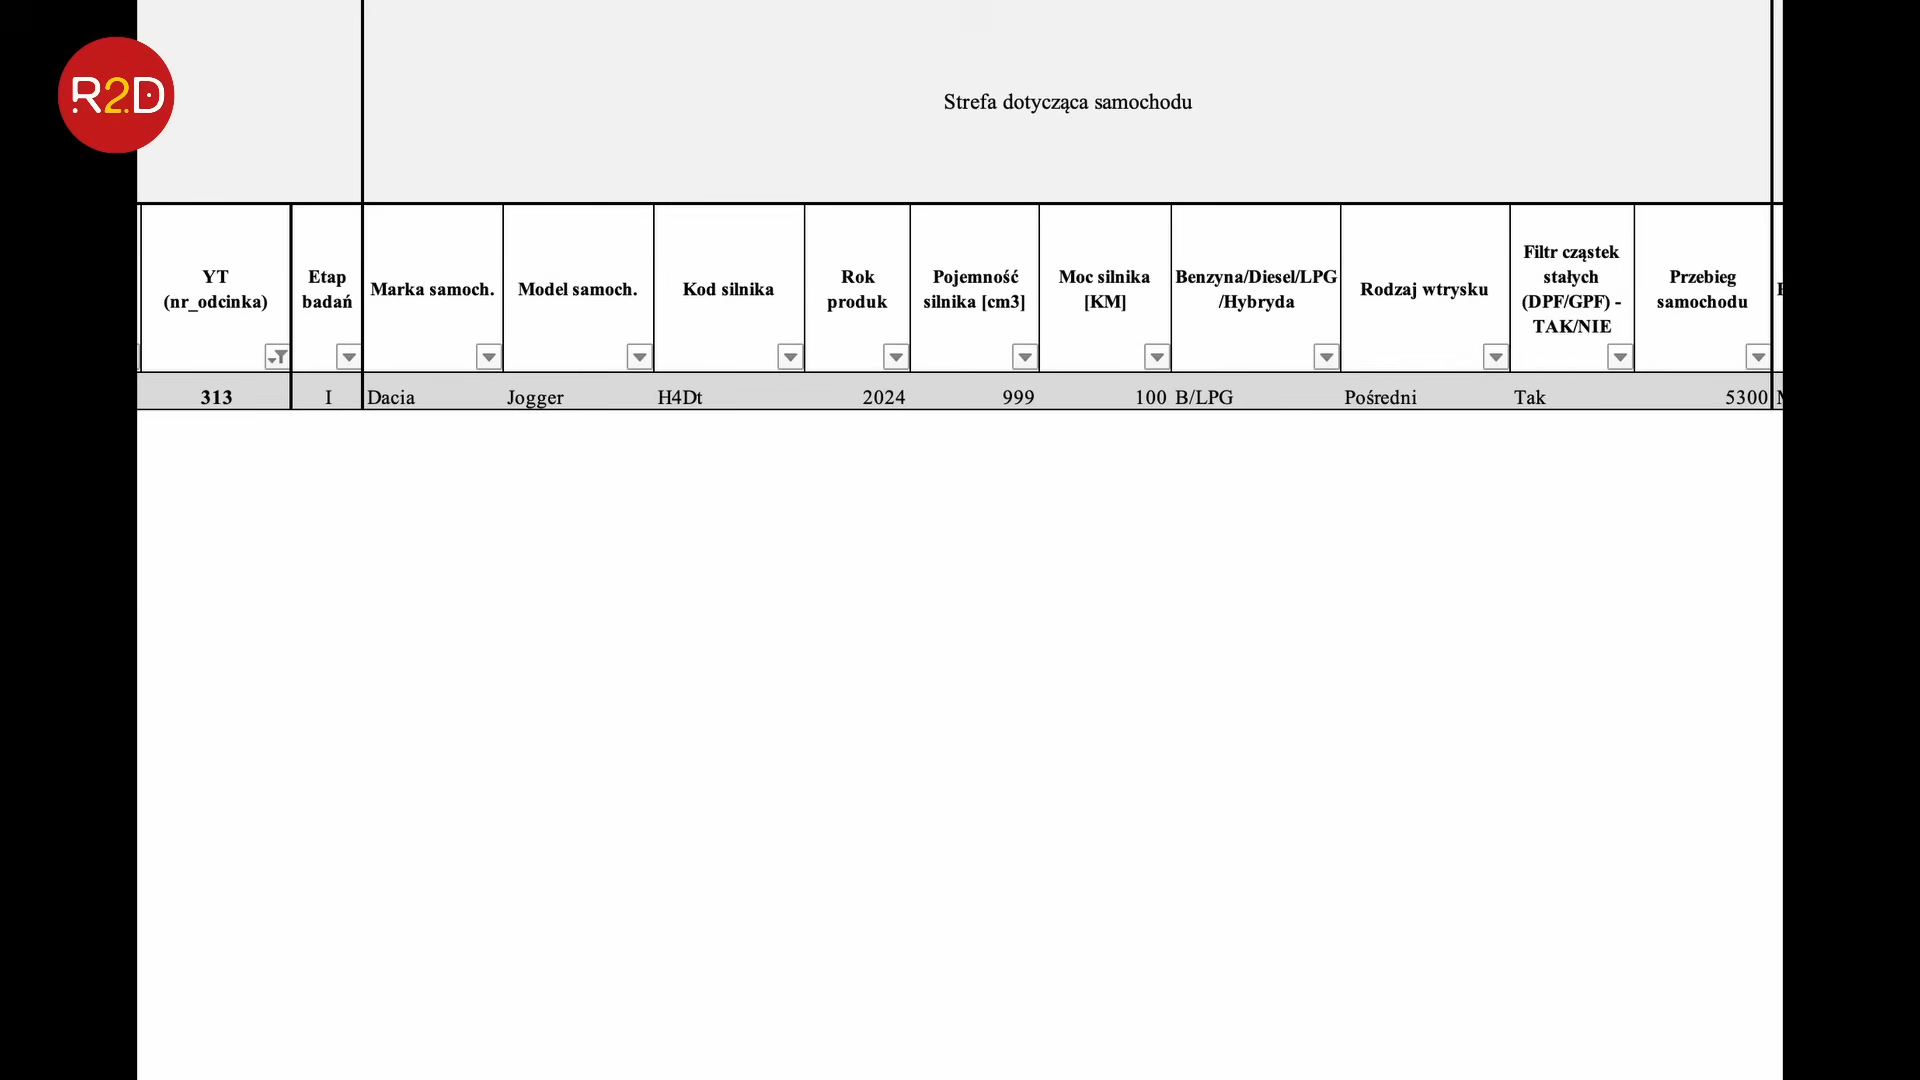 R2D
Strefa dotycząca samochodu
YT
(nr_odcinka)
Etap
badań
Marka samoch.
Model samoch.
Kod silnika
Rok
produk
Pojemność
silnika [cm3]
Moc silnika
[KM]
Benzyna/Diesel/LPG
/Hybryda
Rodzaj wtrysku
Filtr cząstek
stałych
(DPF/GPF) -
TAK/NIE
Przebieg
samochodu
313 I Dacia Jogger H4Dt 2024 999 100 B/LPG Pośredni Tak 5300